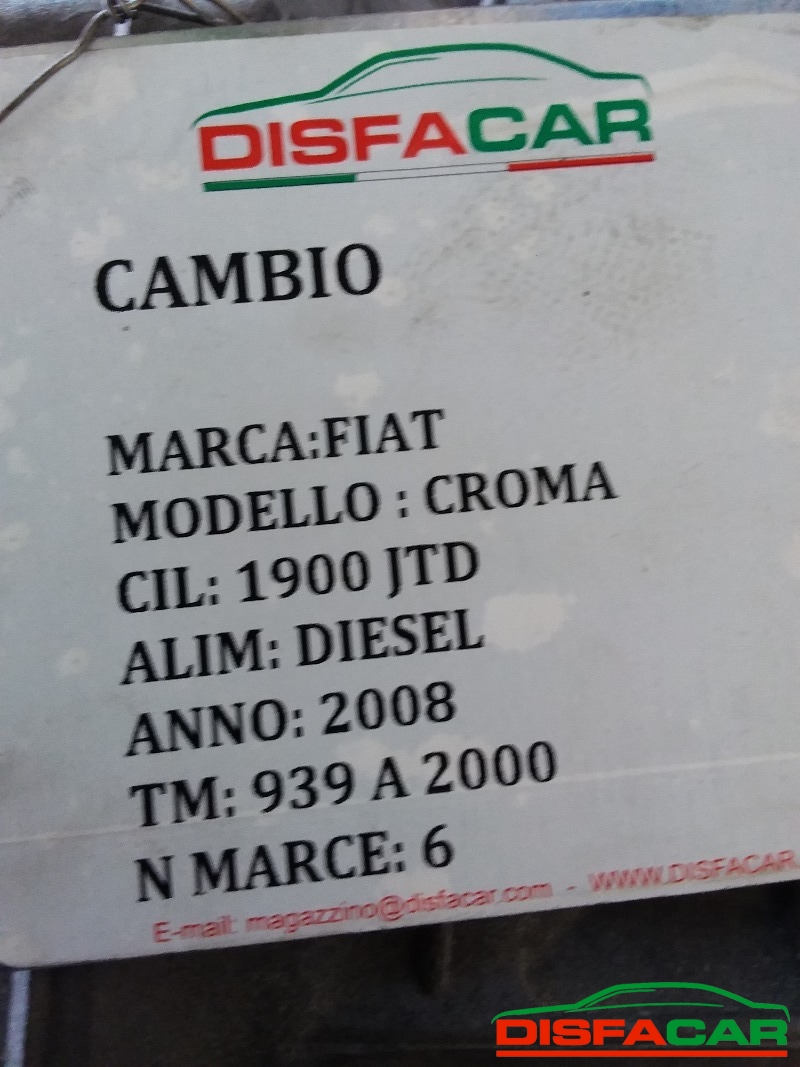 DISFACAR
CAMBIO
MARCA:FIAT
MODELLO : CROMA
CIL: 1900 JTD
ALIM: DIESEL
ANNO: 2008
TM: 939 A 2000
N MARCE: 6
E-mail: magazzino@disfacar.com - WWW.DISFACAR.
DISFACAR